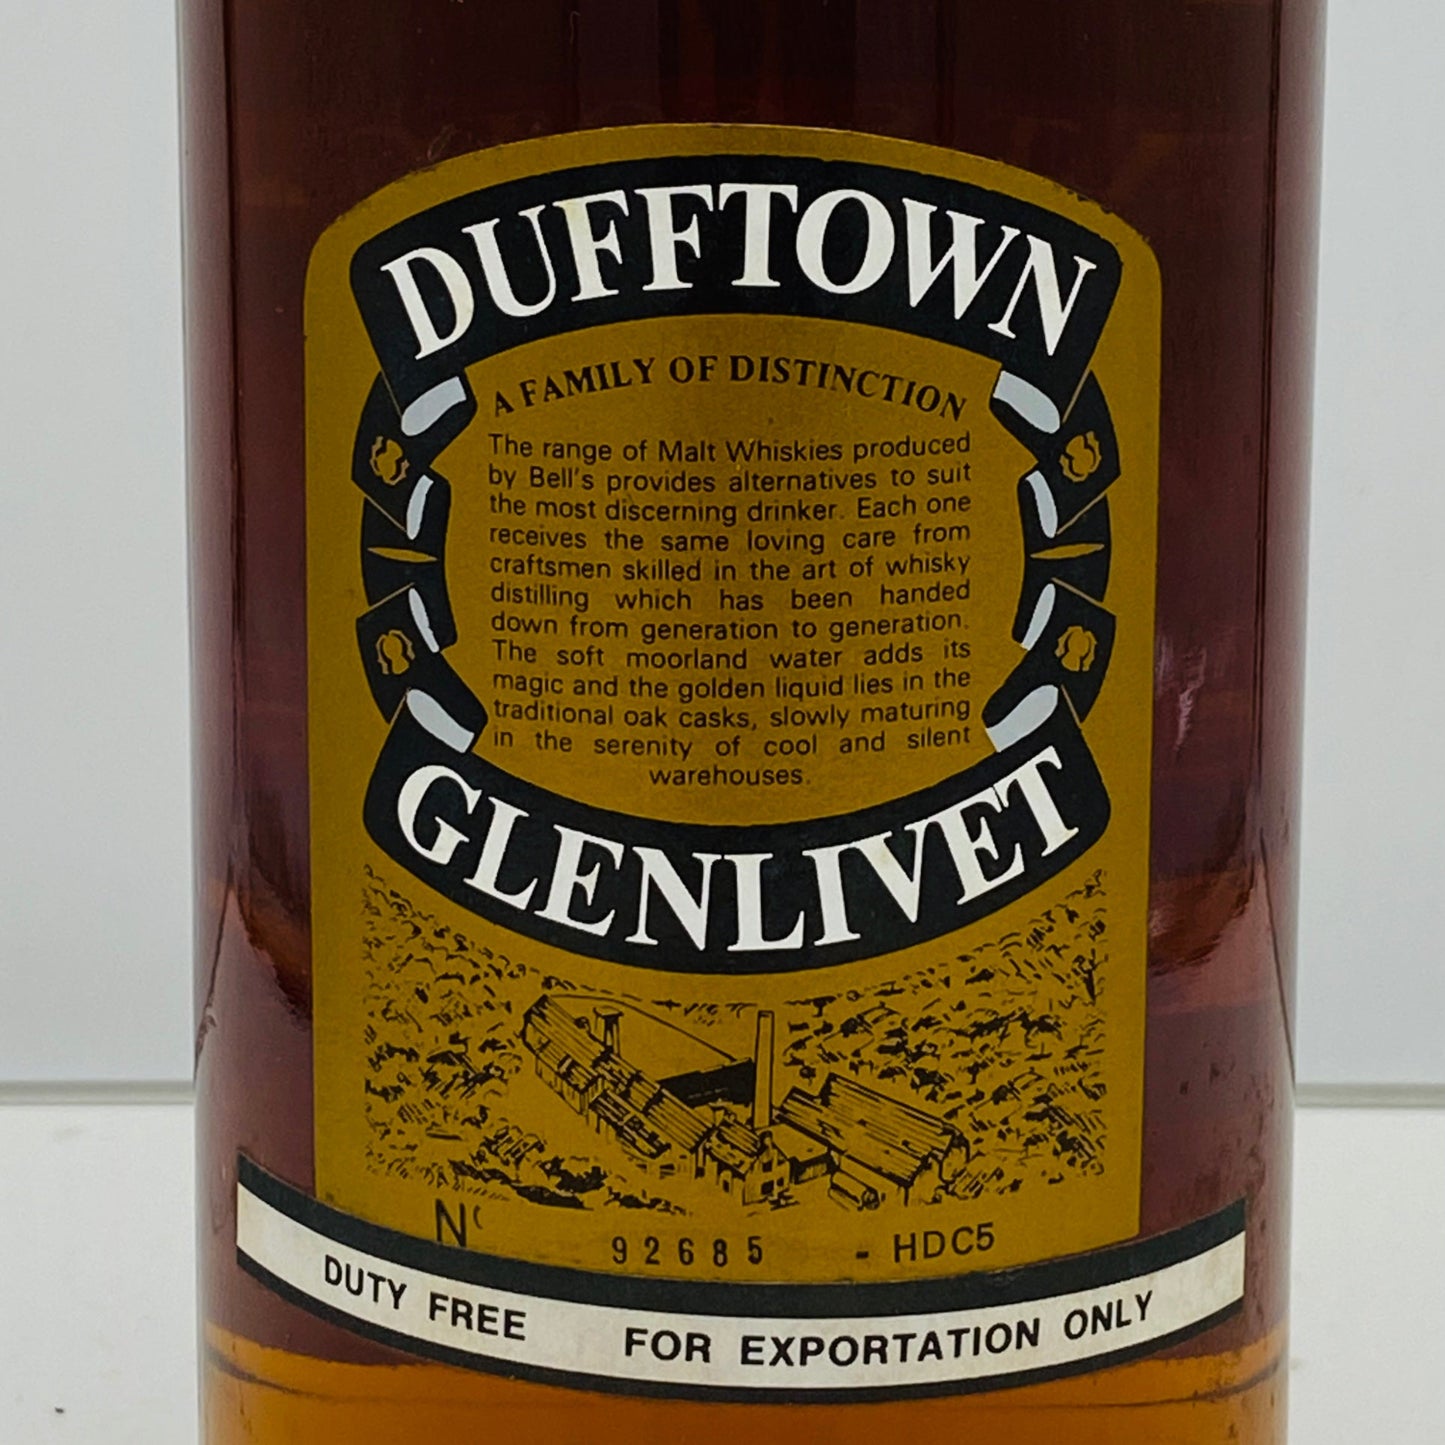 DUFFTOWN
A FAMILY OF DISTINCTION
The range of Malt Whiskies produced
by Bell's provides alternatives to suit
the most discerning drinker. Each one
receives the same loving care from
craftsmen skilled in the art of whisky
distilling which has been handed
down from generation to generation.
The soft moorland water adds its
magic and the golden liquid lies in the
traditional oak casks, slowly maturing
in the serenity of cool and silent
warehouses.
GLENLIVET
N 92685 - HDC5
DUTY FREE FOR EXPORTATION ONLY